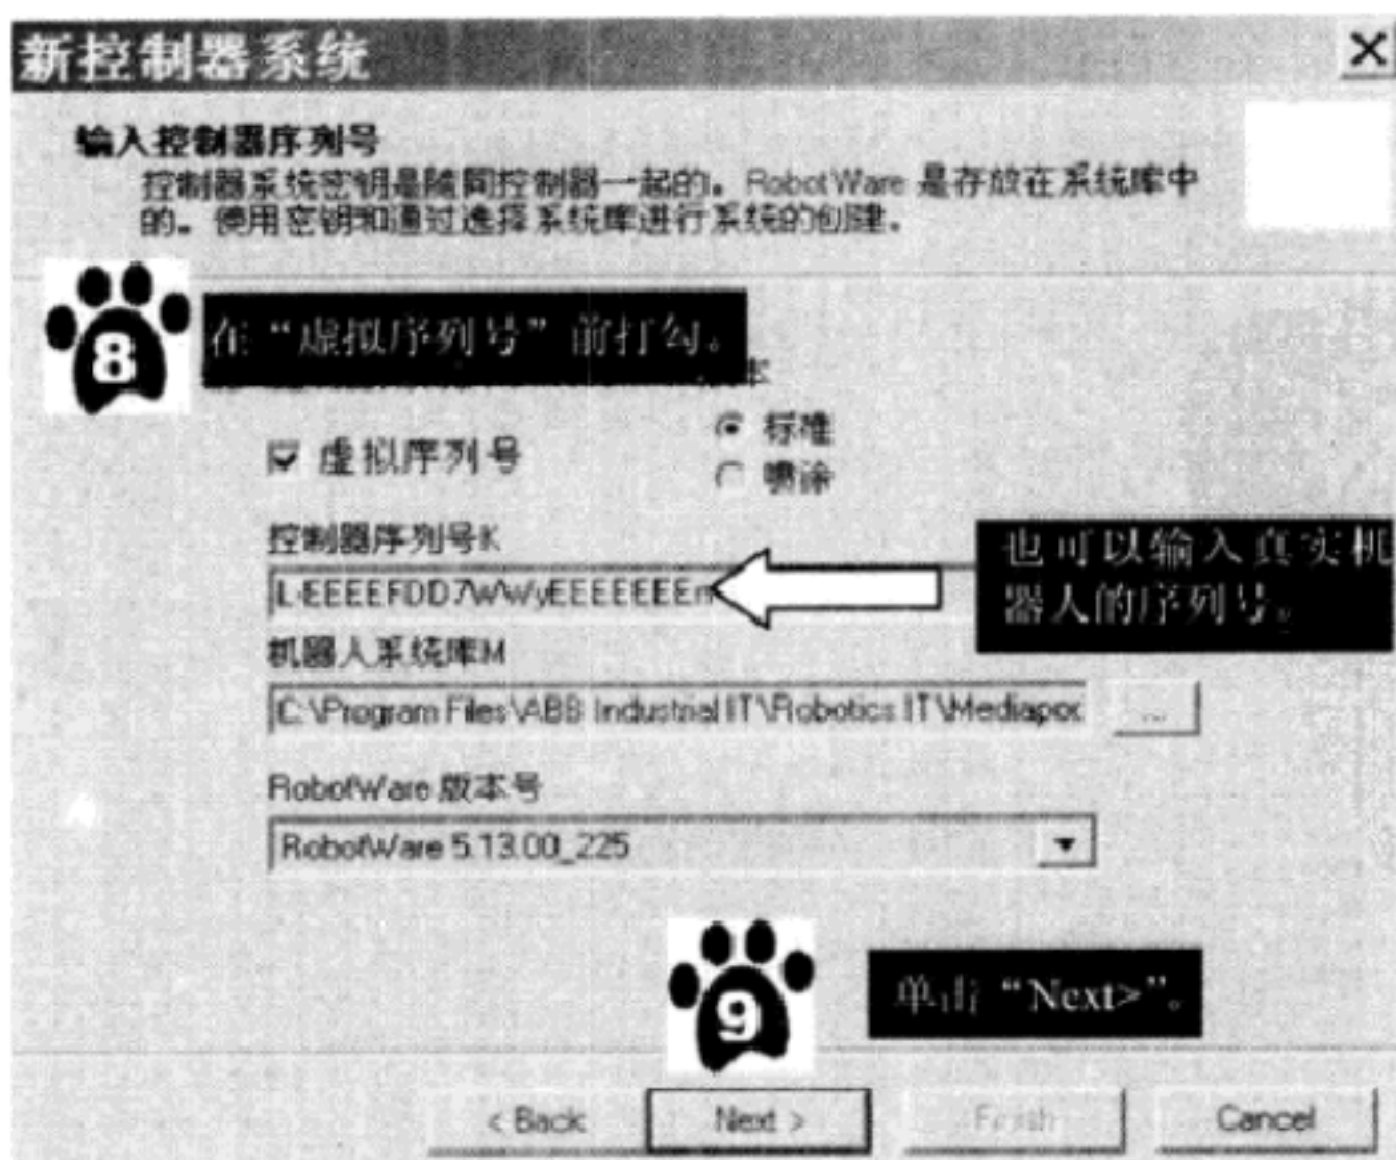 新控制器系统
输入控制器序列号
控制器系统密钥是随同控制器一起的。RobotWare 是存放在系统库中
的。使用密钥和通过选择系统库进行系统的创建。
8
在“虚拟序列号”前打勾。
本
标准
虚拟序列号
喷涂
控制器序列号K
也可以输入真实机
器人的序列号。
机器人系统库M
C:\Program Files\ABB Industrial IT\Robotics IT\Mediapoo
...
RobotWare 版本号
RobotWare 5.13.00_225
9
单击“Next>”。
< Back
Next >
Finish
Cancel